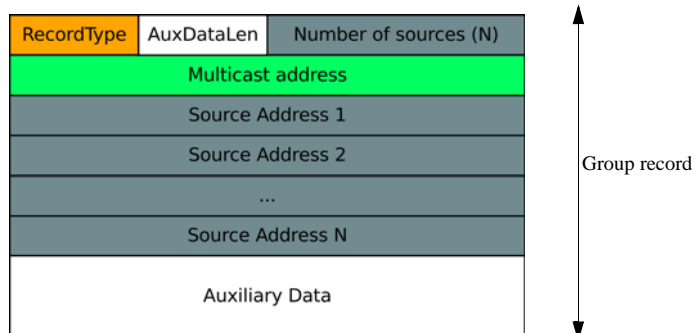 RecordType AuxDataLen Number of sources (N)
Multicast address
Source Address 1
Source Address 2
Group record
...
Source Address N
Auxiliary Data